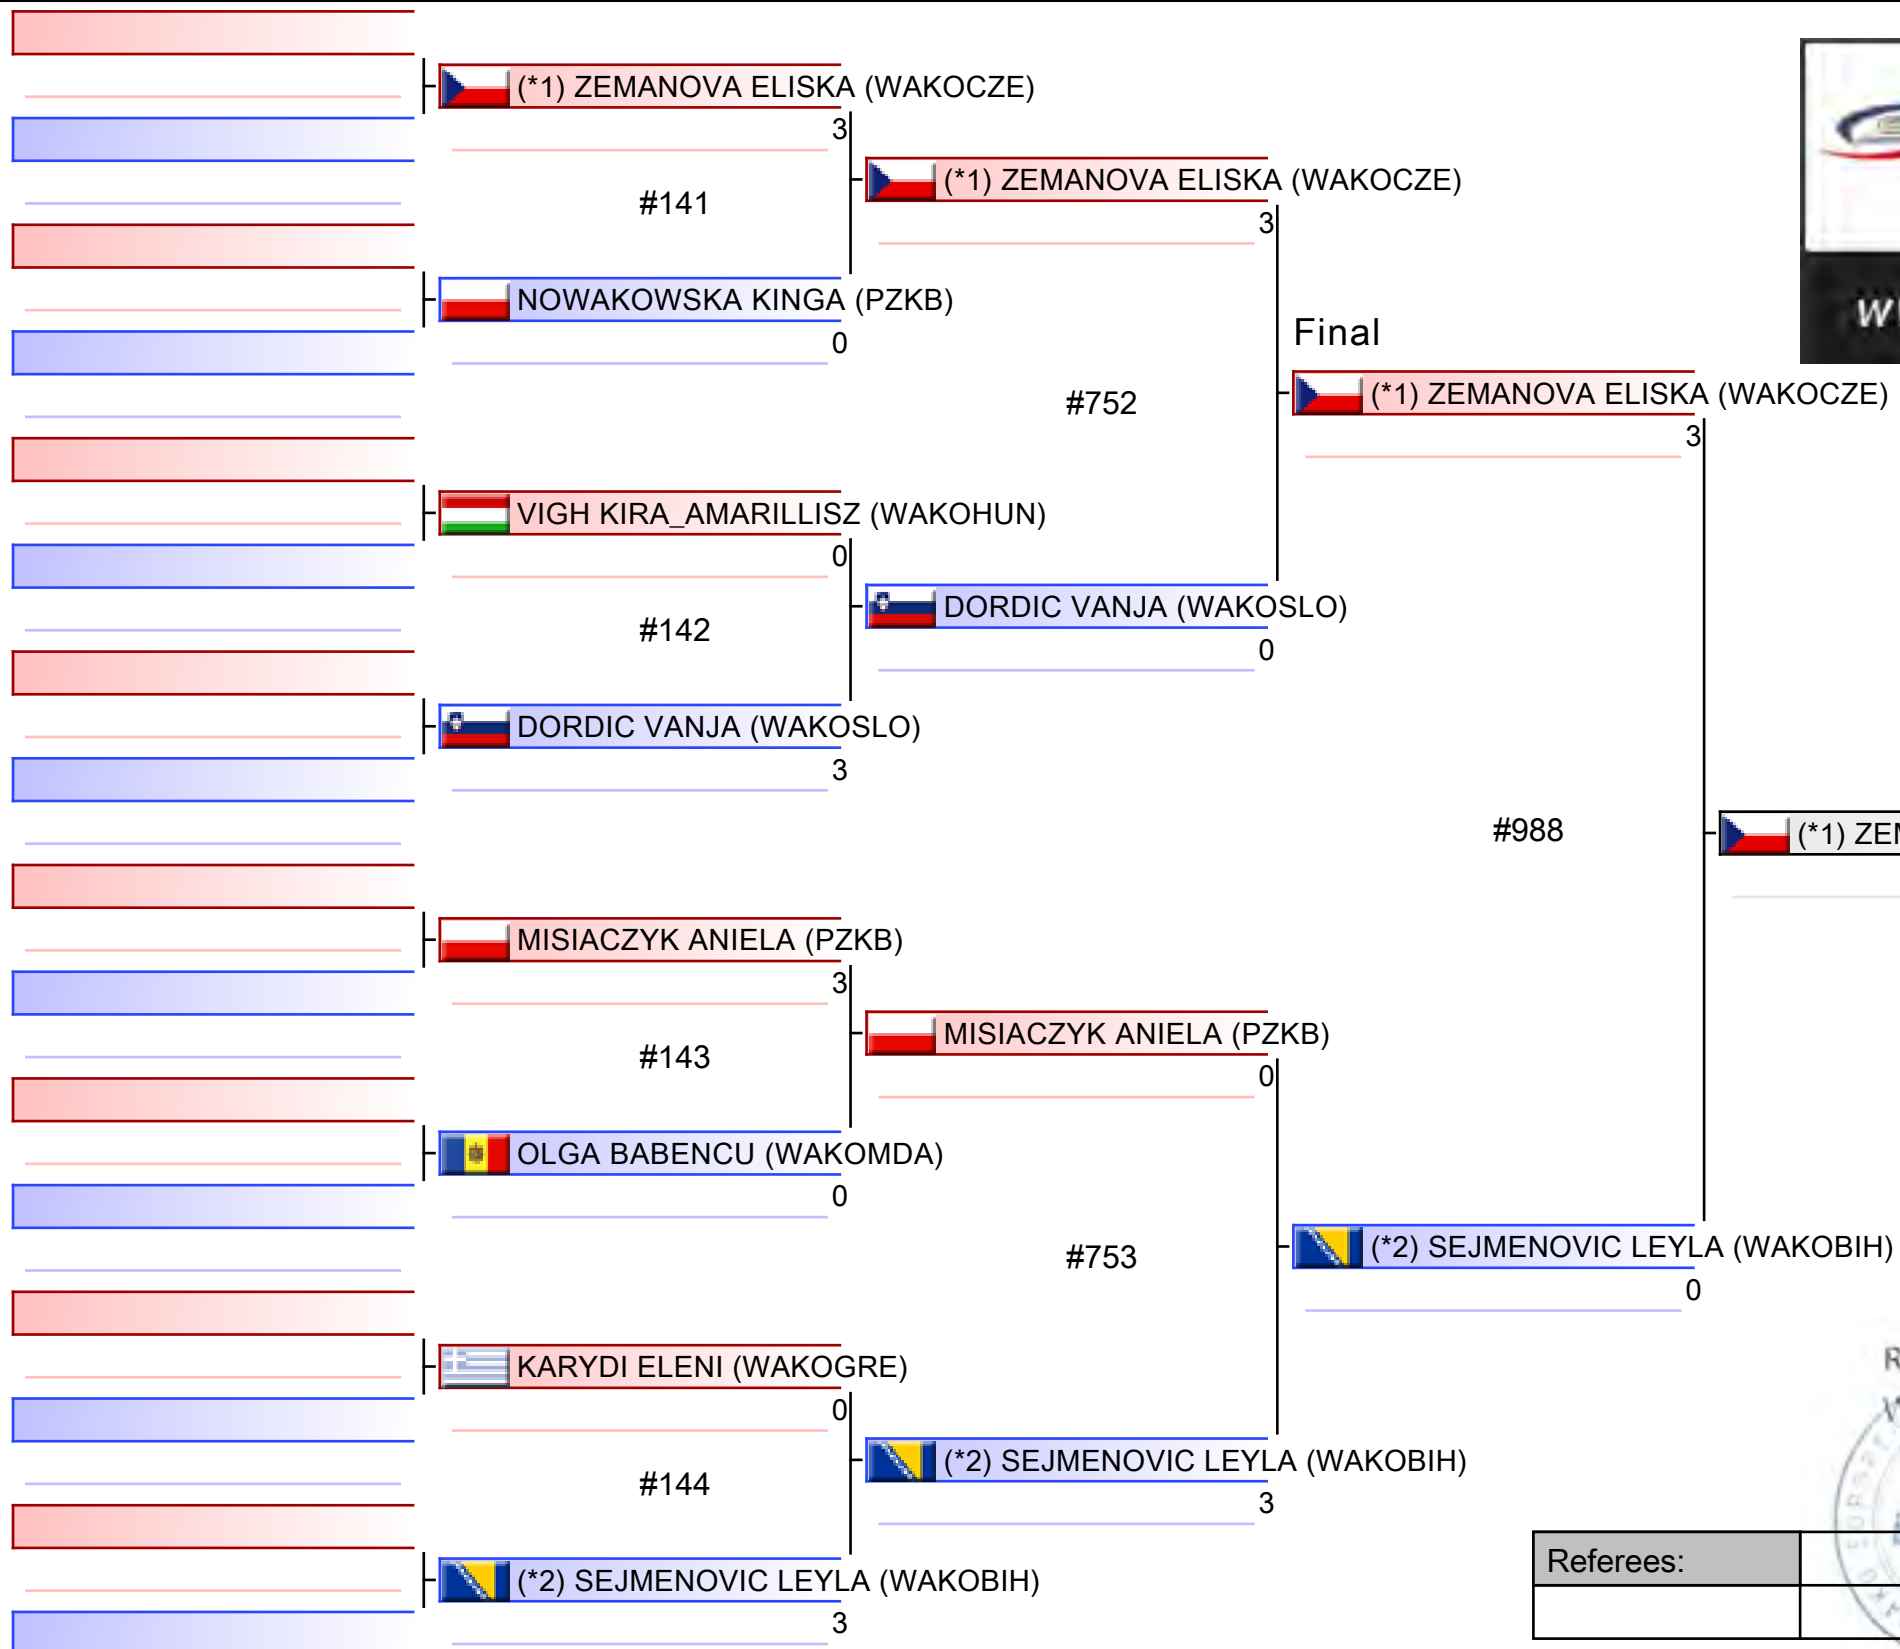 (*1) ZEMANOVA ELISKA (WAKOCZE)
3
#141
NOWAKOWSKA KINGA (PZKB)
0
(*1) ZEMANOVA ELISKA (WAKOCZE)
3
#752
VIGH KIRA_AMARILLISZ (WAKOHUN)
0
#142
DORDIC VANJA (WAKOSLO)
3
DORDIC VANJA (WAKOSLO)
0
Final
(*1) ZEMANOVA ELISKA (WAKOCZE)
3
#988
(*1) ZEM
MISIACZYK ANIELA (PZKB)
3
#143
OLGA BABENCU (WAKOMDA)
0
MISIACZYK ANIELA (PZKB)
0
#753
KARYDI ELENI (WAKOGRE)
0
#144
(*2) SEJMENOVIC LEYLA (WAKOBIH)
3
(*2) SEJMENOVIC LEYLA (WAKOBIH)
3
(*2) SEJMENOVIC LEYLA (WAKOBIH)
0
Referees: